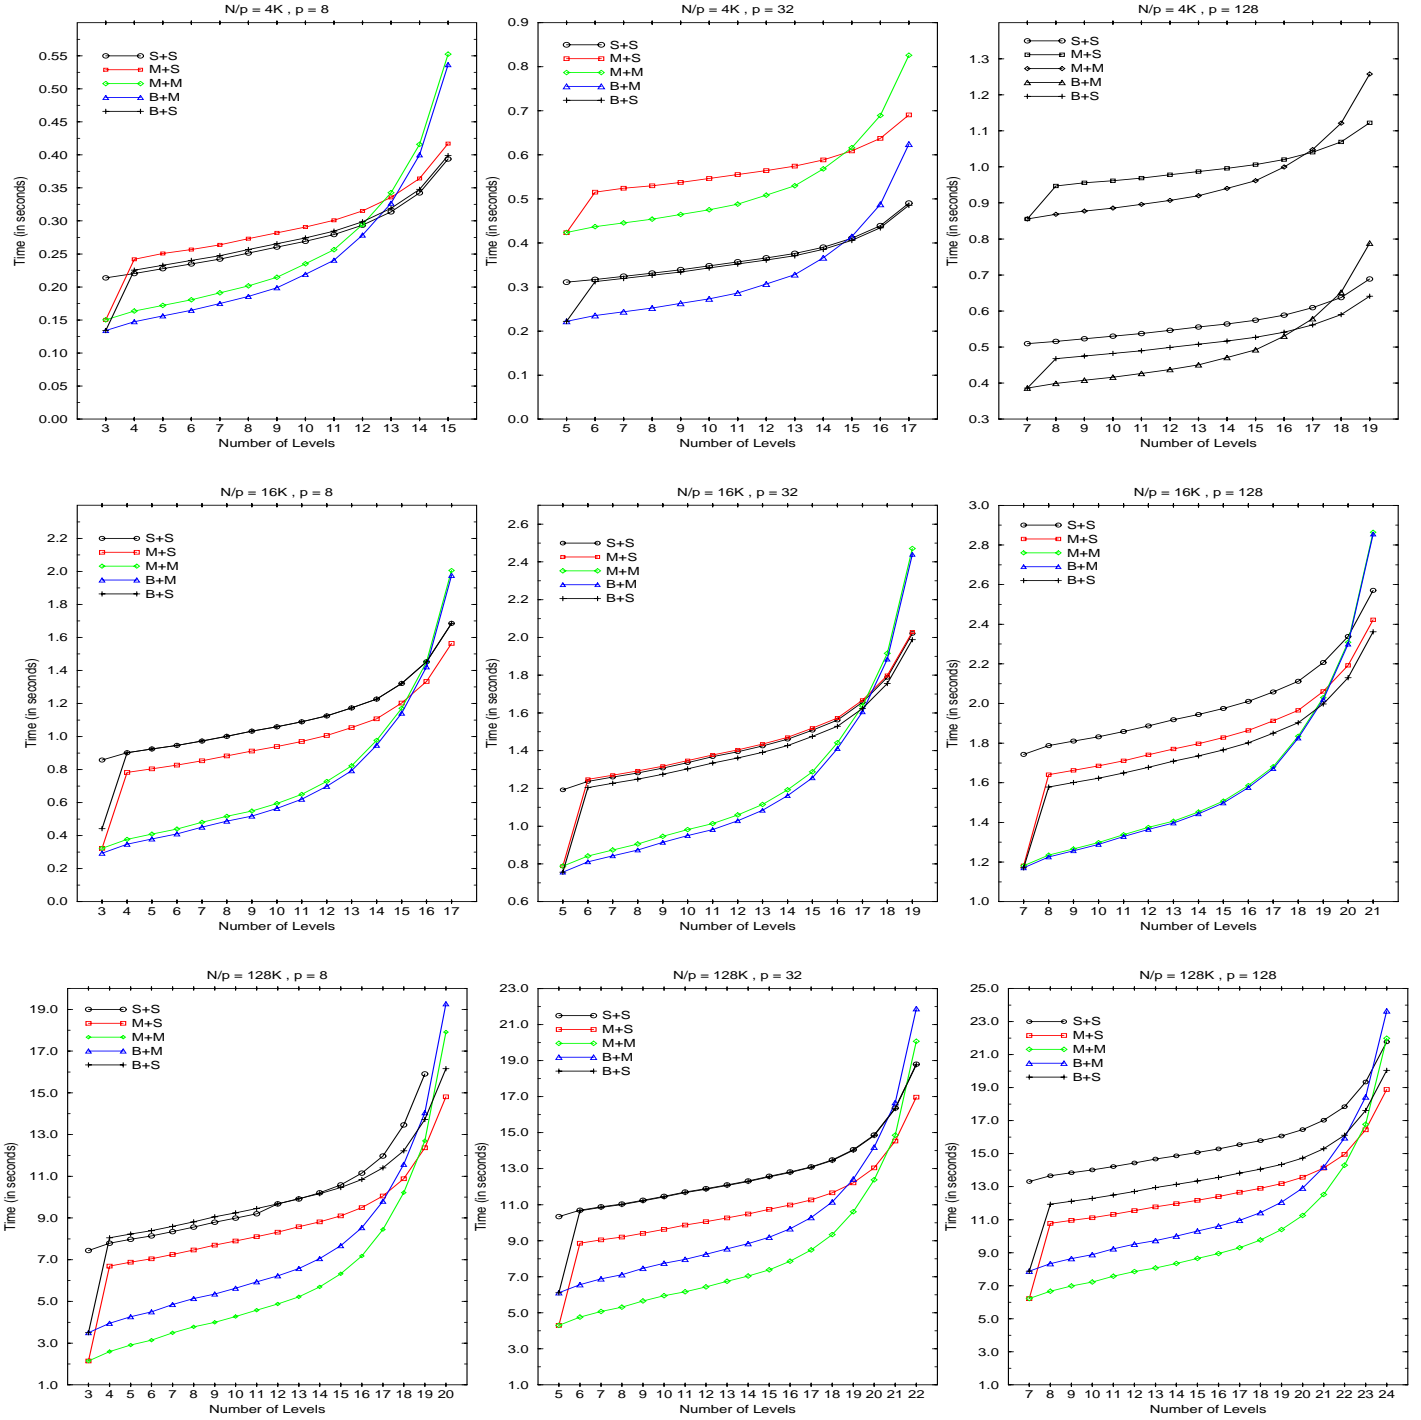 N/p = 4K , p = 8
0.55
0.50
0.45
0.40
0.35
0.30
0.25
0.20
0.15
0.10
0.05
0.00
Time (in seconds)
S+S
M+S
M+M
B+M
B+S
3 4 5 6 7 8 9 10 11 12 13 14 15
Number of Levels
N/p = 4K , p = 32
0.9
0.8
0.7
0.6
0.5
0.4
0.3
0.2
0.1
0.0
Time (in seconds)
S+S
M+S
M+M
B+M
B+S
5 6 7 8 9 10 11 12 13 14 15 16 17
Number of Levels
N/p = 4K , p = 128
1.3
1.2
1.1
1.0
0.9
0.8
0.7
0.6
0.5
0.4
0.3
Time (in seconds)
S+S
M+S
M+M
B+M
B+S
7 8 9 10 11 12 13 14 15 16 17 18 19
Number of Levels
N/p = 16K , p = 8
2.2
2.0
1.8
1.6
1.4
1.2
1.0
0.8
0.6
0.4
0.2
0.0
Time (in seconds)
S+S
M+S
M+M
B+M
B+S
3 4 5 6 7 8 9 10 11 12 13 14 15 16 17
Number of Levels
N/p = 16K , p = 32
2.6
2.4
2.2
2.0
1.8
1.6
1.4
1.2
1.0
0.8
0.6
Time (in seconds)
S+S
M+S
M+M
B+M
B+S
5 6 7 8 9 10 11 12 13 14 15 16 17 18 19
Number of Levels
N/p = 16K , p = 128
3.0
2.8
2.6
2.4
2.2
2.0
1.8
1.6
1.4
1.2
1.0
Time (in seconds)
S+S
M+S
M+M
B+M
B+S
7 8 9 10 11 12 13 14 15 16 17 18 19 20 21
Number of Levels
N/p = 128K , p = 8
19.0
17.0
15.0
13.0
11.0
9.0
7.0
5.0
3.0
1.0
Time (in seconds)
S+S
M+S
M+M
B+M
B+S
3 4 5 6 7 8 9 10 11 12 13 14 15 16 17 18 19 20
Number of Levels
N/p = 128K , p = 32
23.0
21.0
19.0
17.0
15.0
13.0
11.0
9.0
7.0
5.0
3.0
1.0
Time (in seconds)
S+S
M+S
M+M
B+M
B+S
5 6 7 8 9 10 11 12 13 14 15 16 17 18 19 20 21 22
Number of Levels
N/p = 128K , p = 128
25.0
23.0
21.0
19.0
17.0
15.0
13.0
11.0
9.0
7.0
5.0
3.0
1.0
Time (in seconds)
S+S
M+S
M+M
B+M
B+S
7 8 9 10 11 12 13 14 15 16 17 18 19 20 21 22 23 24
Number of Levels